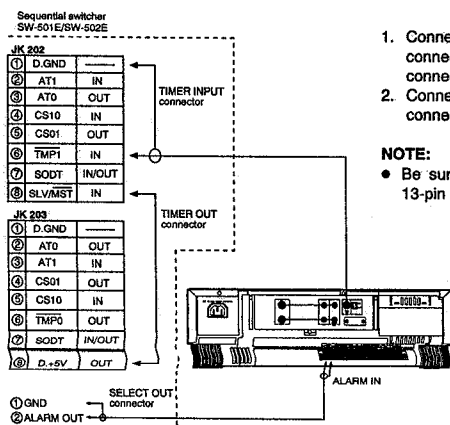 Sequential switcher
SW-501E/SW-502E
JK 202
① D.GND ——
② AT1 IN
③ AT0 OUT
④ CS10 IN
⑤ CS01 OUT
⑥ TMP1 IN
⑦ SODT IN/OUT
⑧ SLV/MST IN
TIMER INPUT
connector
TIMER OUT
connector
JK 203
① D.GND ——
② AT0 OUT
③ AT1 IN
④ CS01 OUT
⑤ CS10 IN
⑥ TMP0 OUT
⑦ SODT IN/OUT
⑧ D.+5V OUT
① GND
② ALARM OUT
SELECT OUT
connector
ALARM IN
1. Conne
conne
conne
2. Conne
conne
NOTE:
● Be sur
13-pin